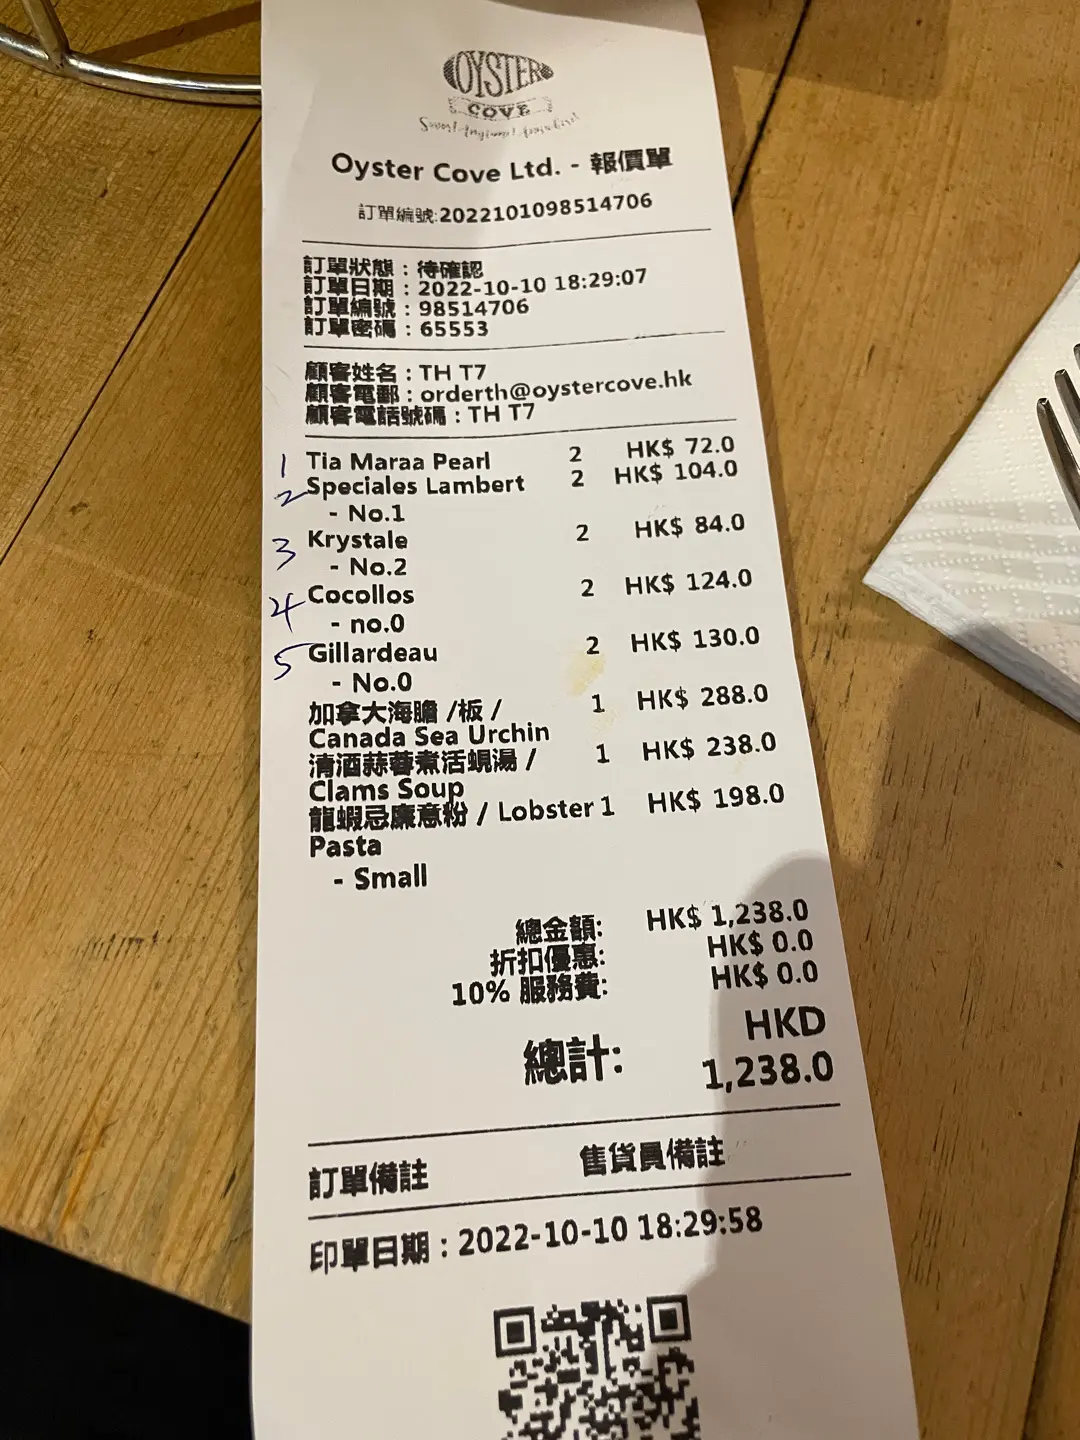 OYSTER
COVE
Oyster Cove Ltd. - 報價單
訂單編號:2022101098514706
訂單狀態 : 待確認
訂單日期 : 2022-10-10 18:29:07
訂單編號 : 98514706
訂單密碼 : 65553
顧客姓名 : TH T7
顧客電郵 : orderth@oystercove.hk
顧客電話號碼 : TH T7
1 Tia Maraa Pearl 2 HK$ 72.0
2 Speciales Lambert 2 HK$ 104.0
- No.1
3 Krystale 2 HK$ 84.0
- No.2
4 Cocollos 2 HK$ 124.0
- no.0
5 Gillardeau 2 HK$ 130.0
- No.0
加拿大海膽 /板 / 1 HK$ 288.0
Canada Sea Urchin
清酒蒜蓉煮活蜆湯 / 1 HK$ 238.0
Clams Soup
龍蝦忌廉意粉 / Lobster 1 HK$ 198.0
Pasta
- Small
總金額: HK$ 1,238.0
折扣優惠: HK$ 0.0
10% 服務費: HK$ 0.0
總計: HKD
1,238.0
訂單備註 售貨員備註
印單日期 : 2022-10-10 18:29:58